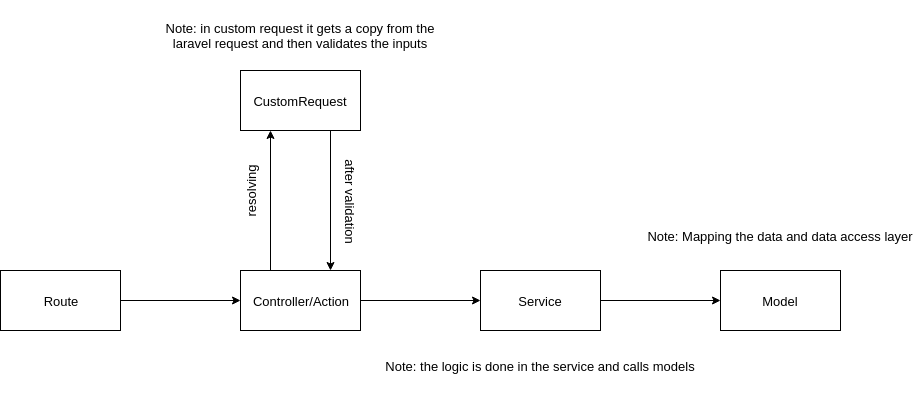 Note: in custom request it gets a copy from the
laravel request and then validates the inputs
CustomRequest
resolving
after validation
Note: Mapping the data and data access layer
Route
Controller/Action
Service
Model
Note: the logic is done in the service and calls models